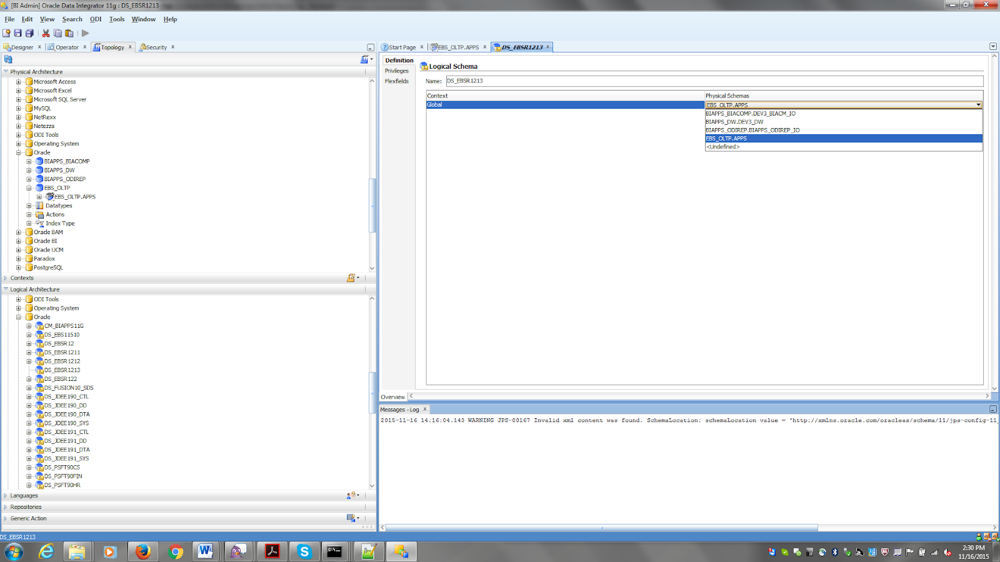 [BI Admin] Oracle Data Integrator 11g : DS_EBSR1213
File Edit View Search ODI Tools Window Help
Designer Operator Topology Security
Physical Architecture
Microsoft Access
Microsoft Excel
Microsoft SQL Server
MySQL
NetRexx
Netezza
ODI Tools
Operating System
Oracle
BIAPPS_BIACOMP
BIAPPS_DW
BIAPPS_ODIREP
EBS_OLTP
EBS_OLTP.APPS
Datatypes
Actions
Index Type
Oracle BAM
Oracle BI
Oracle UCM
Paradox
PostgreSQL
Contexts
Logical Architecture
ODI Tools
Operating System
Oracle
CM_BIAPPS11G
DS_EBS11510
DS_EBSR12
DS_EBSR1211
DS_EBSR1212
DS_EBSR1213
DS_EBSR122
DS_FUSION10_SDS
DS_JDEE190_CTL
DS_JDEE190_DD
DS_JDEE190_DTA
DS_JDEE190_SYS
DS_JDEE191_CTL
DS_JDEE191_DD
DS_JDEE191_DTA
DS_JDEE191_SYS
DS_PSFT90CS
DS_PSFT90FIN
DS_PSFT90HR
Languages
Repositories
Generic Action
Start Page EBS_OLTP.APPS DS_EBSR1213
Definition
Privileges
Flexfields
Logical Schema
Name: DS_EBSR1213
Context Physical Schemas
Global EBS_OLTP.APPS
BIAPPS_BIACOMP.DEV3_BIACM_IO
BIAPPS_DW.DEV3_DW
BIAPPS_ODIREP.BIAPPS_ODIREP_IO
EBS_OLTP.APPS
<Undefined>
Overview
Messages - Log
2015-11-16 14:16:04.143 WARNING JPS-00167 Invalid xml content was found. SchemaLocation: schemaLocation value = 'http://xmlns.oracle.com/oracleas/schema/11/jps-config-11_
DS_EBSR1213
2:30 PM
11/16/2015